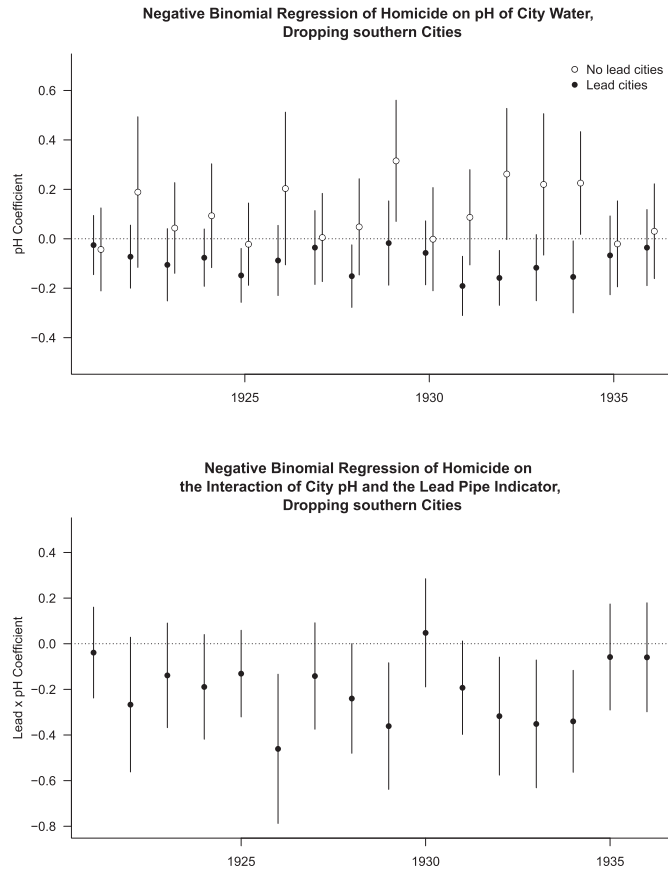 Negative Binomial Regression of Homicide on pH of City Water,
Dropping southern Cities
No lead cities
Lead cities
pH Coefficient
0.6
0.4
0.2
0.0
−0.2
−0.4
1925
1930
1935
Negative Binomial Regression of Homicide on
the Interaction of City pH and the Lead Pipe Indicator,
Dropping southern Cities
Lead x pH Coefficient
0.4
0.2
0.0
−0.2
−0.4
−0.6
−0.8
1925
1930
1935